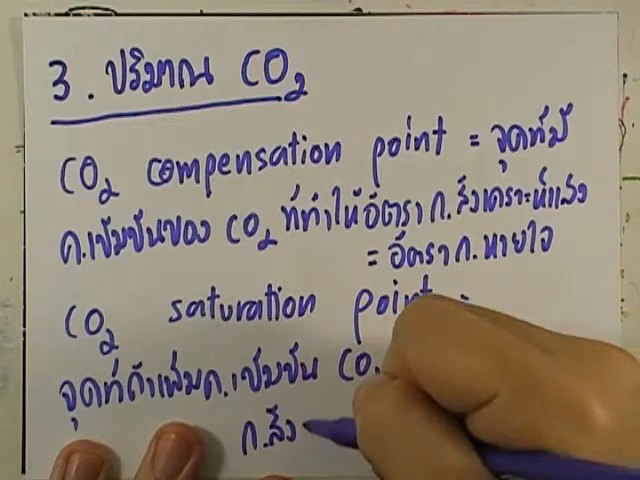 3. ปริมาณ CO2
CO2 compensation point = จุดที่มี
ค.เข้มข้นของ CO2 ที่ทำให้อัตรา ก.สังเคราะห์แสง
= อัตรา ก.หายใจ
CO2 saturation point =
จุดที่ถ้าเพิ่มค.เข้มข้น CO2
ก.สัง